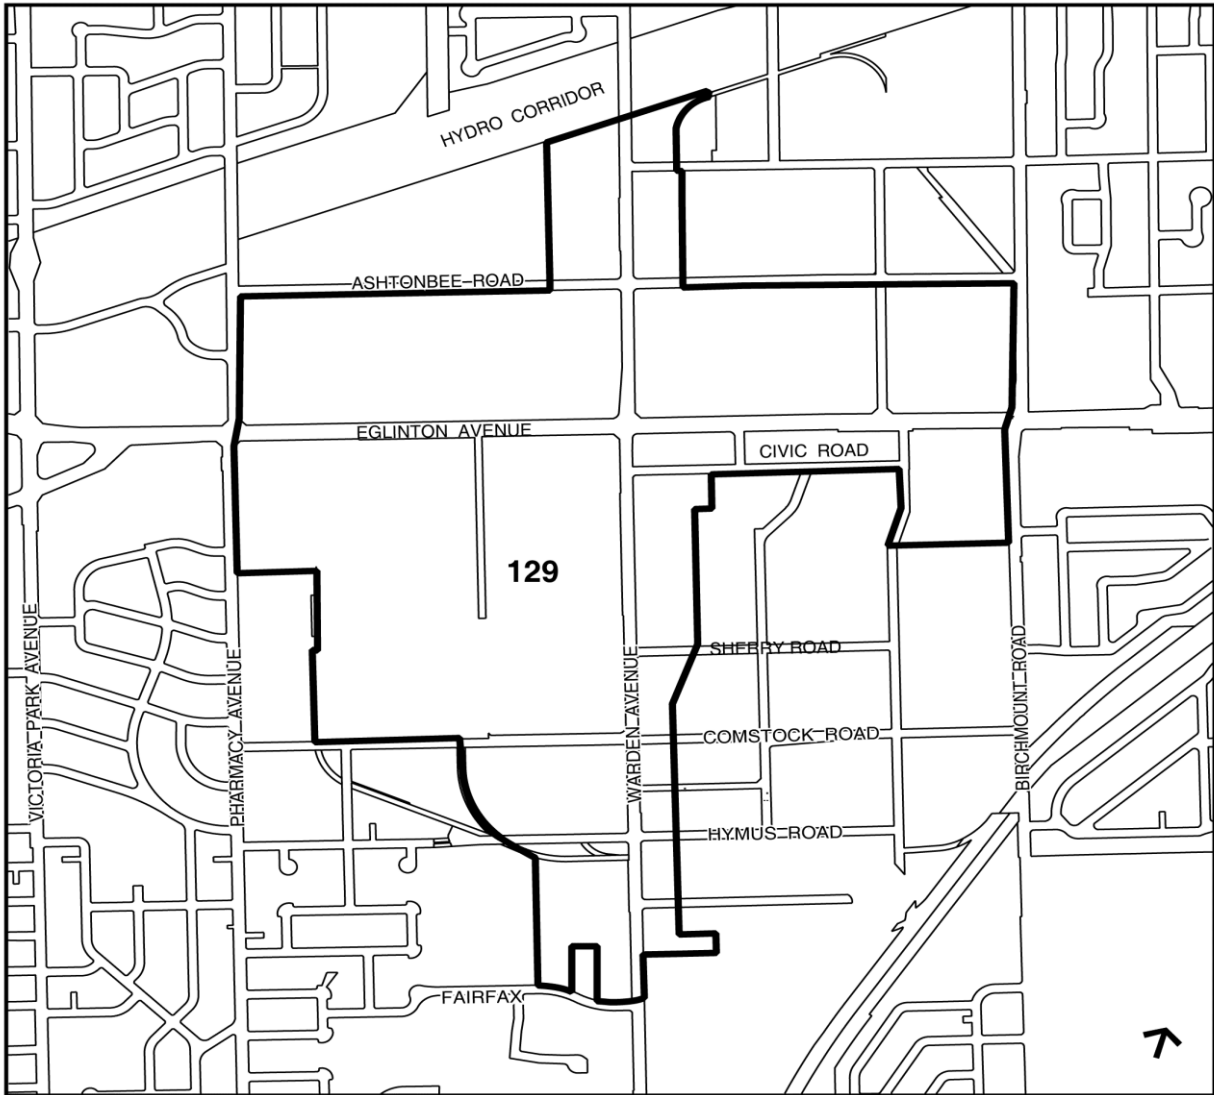 HYDRO CORRIDOR
ASHTONBEE ROAD
EGLINTON AVENUE
CIVIC ROAD
129
VICTORIA PARK AVENUE
PHARMACY AVENUE
WARDEN AVENUE
SHERRY ROAD
BIRCHMOUNT ROAD
COMSTOCK ROAD
HYMUS ROAD
FAIRFAX